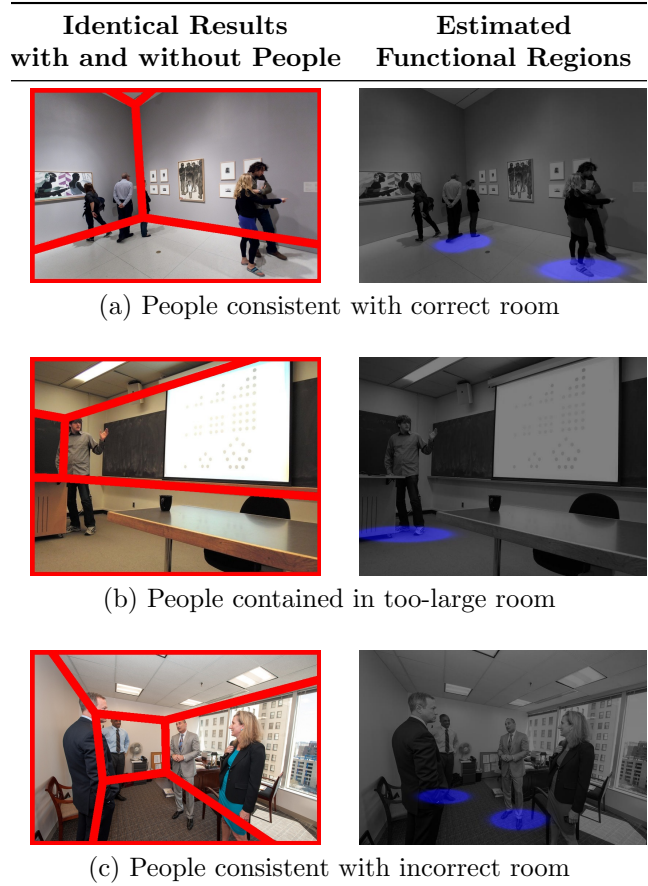 Identical Results
with and without People
Estimated
Functional Regions
(a) People consistent with correct room
(b) People contained in too-large room
(c) People consistent with incorrect room